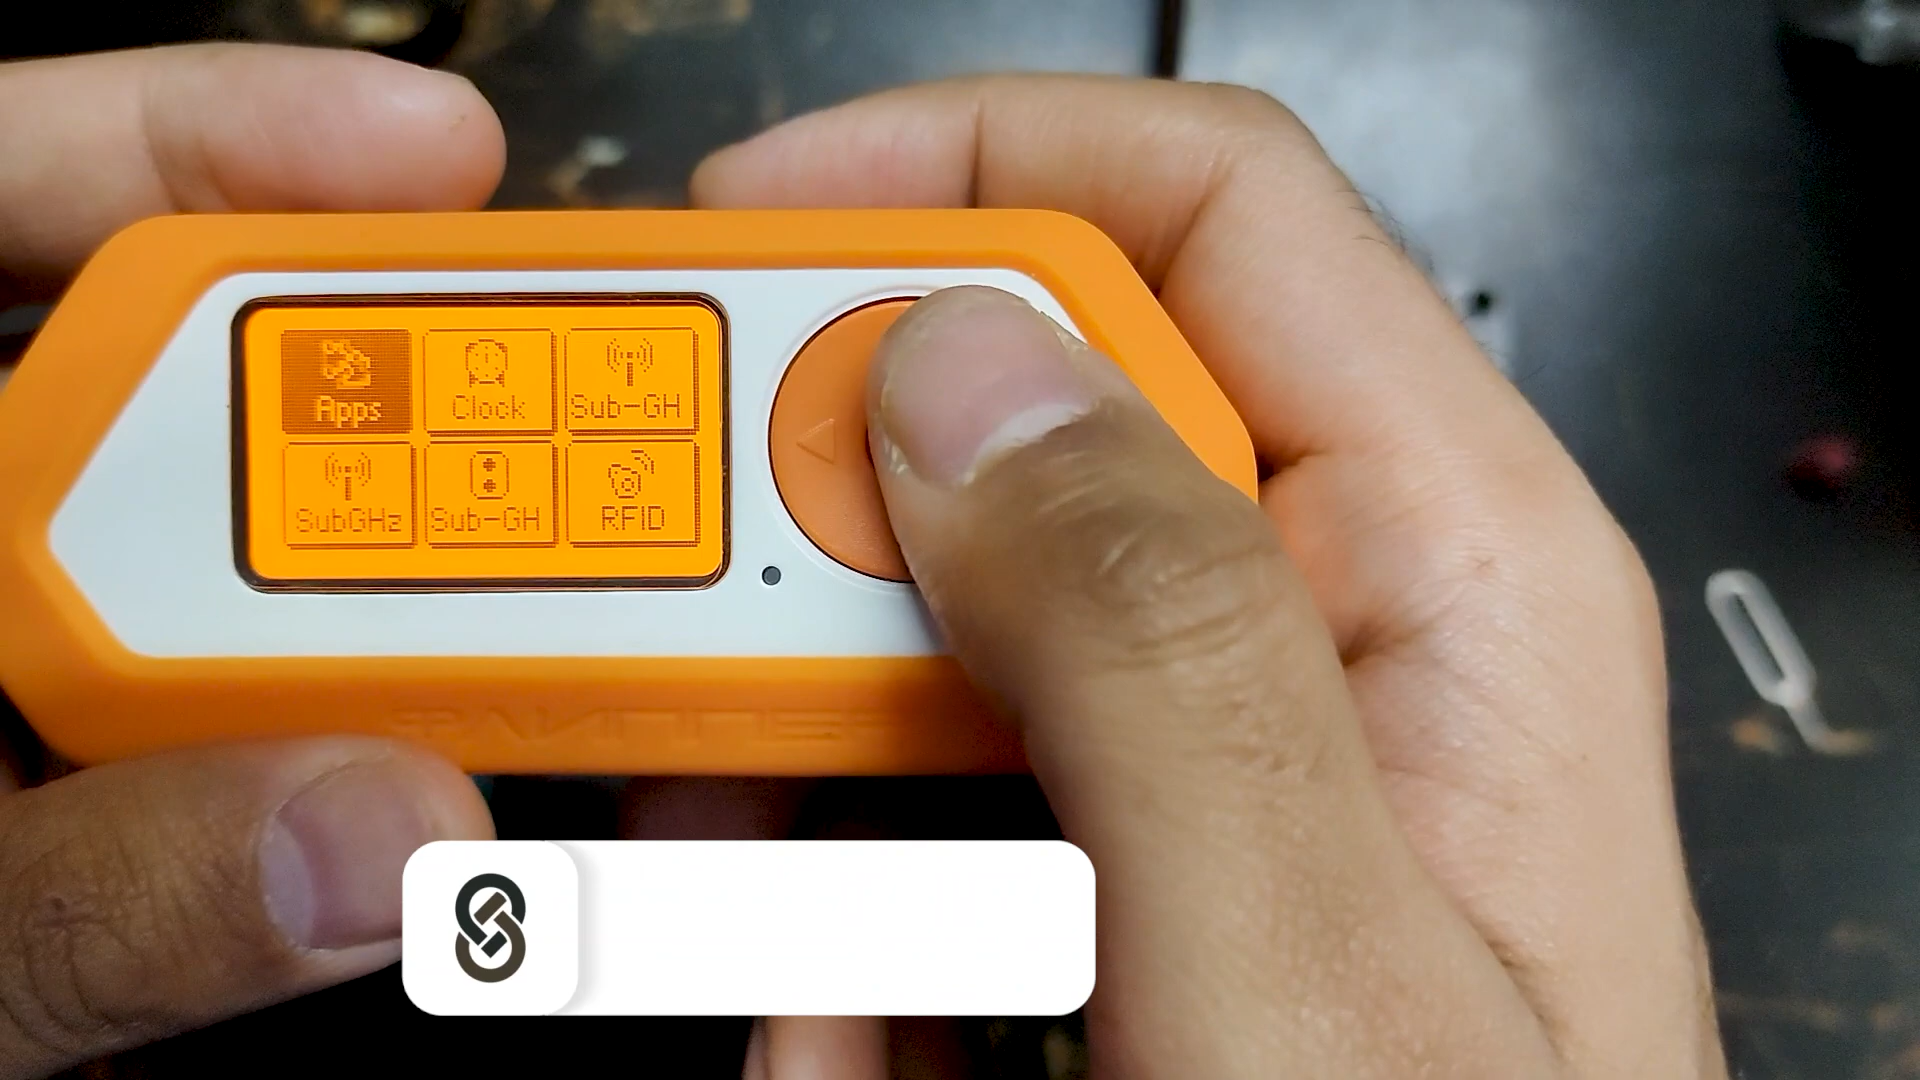 Apps
Clock
Sub-GH
SubGHz
Sub-GH
RFID